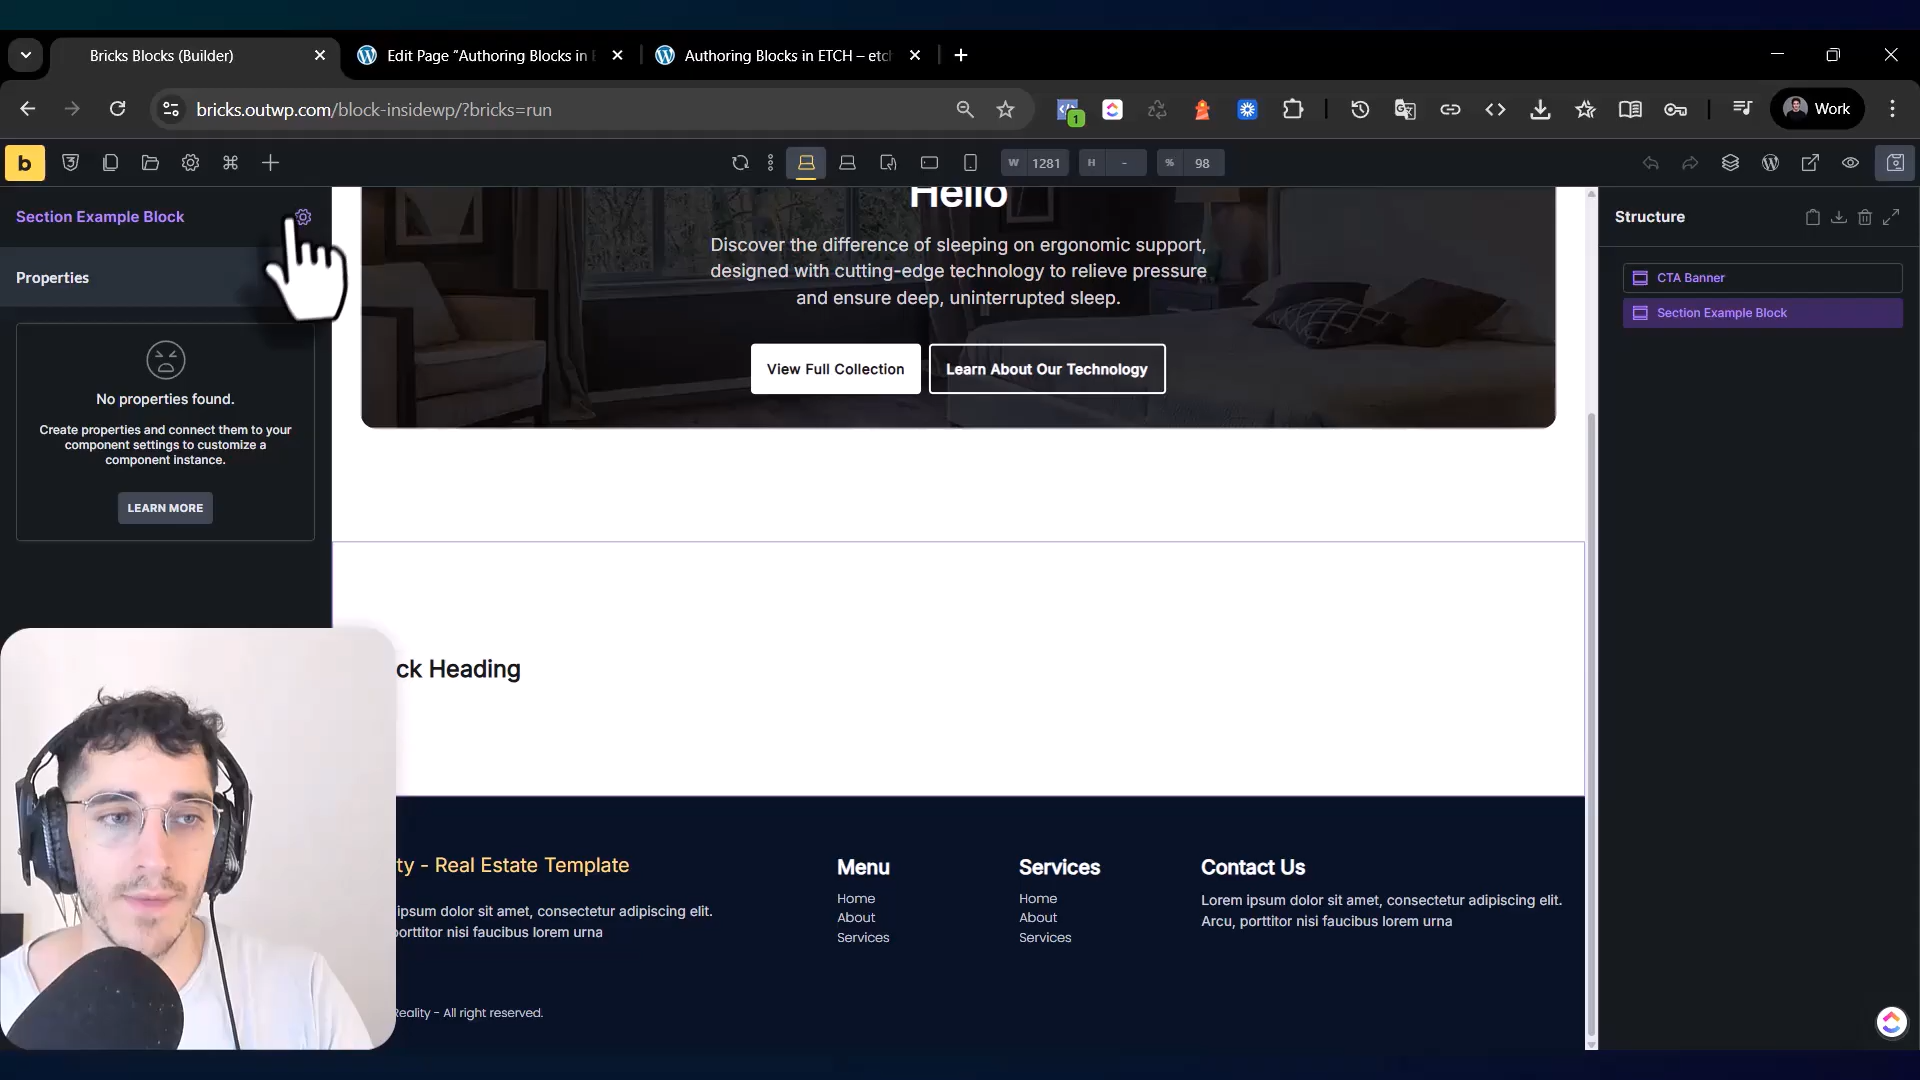 Bricks Blocks (Builder)
Edit Page "Authoring Blocks in
Authoring Blocks in ETCH – etch
bricks.outwp.com/block-insidewp/?bricks=run
1
Work
b
W 1281
H -
% 98
Section Example Block
Properties
No properties found.
Create properties and connect them to your
component settings to customize a
component instance.
LEARN MORE
Hello
Discover the difference of sleeping on ergonomic support,
designed with cutting-edge technology to relieve pressure
and ensure deep, uninterrupted sleep.
View Full Collection
Learn About Our Technology
ck Heading
ty - Real Estate Template
ipsum dolor sit amet, consectetur adipiscing elit.
porttitor nisi faucibus lorem urna
Menu
Home
About
Services
Services
Home
About
Services
Contact Us
Lorem ipsum dolor sit amet, consectetur adipiscing elit.
Arcu, porttitor nisi faucibus lorem urna
Reality - All right reserved.
Structure
CTA Banner
Section Example Block